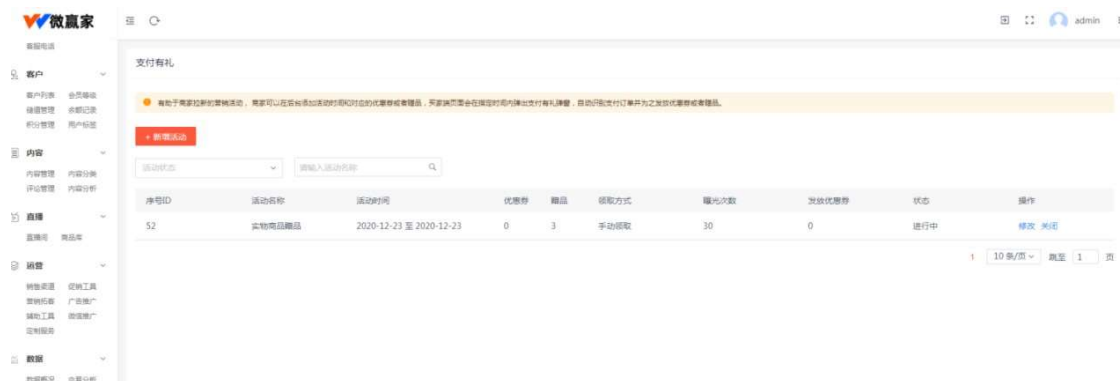 微赢家
admin
客服电话
客户
客户列表 会员等级
储值管理 余额记录
积分管理 用户标签
内容
内容管理 内容分类
评论管理 内容分析
直播
直播间 商品库
运营
销售渠道 促销工具
营销拓客 广告推广
辅助工具 微信推广
定制服务
数据
数据概况 交易分析
支付有礼
有助于商家拉新的营销活动，商家可以在后台添加活动时间和对应的优惠券或者赠品，买家端页面会在指定时间内弹出支付有礼弹窗，自动识别支付订单并为之发放优惠券或者赠品。
+ 新增活动
活动状态 请输入活动名称
序号ID 活动名称 活动时间 优惠券 赠品 领取方式 曝光次数 发放优惠券 状态 操作
52 实物商品赠品 2020-12-23 至 2020-12-23 0 3 手动领取 30 0 进行中 修改 关闭
1 10 条/页 跳至 1 页